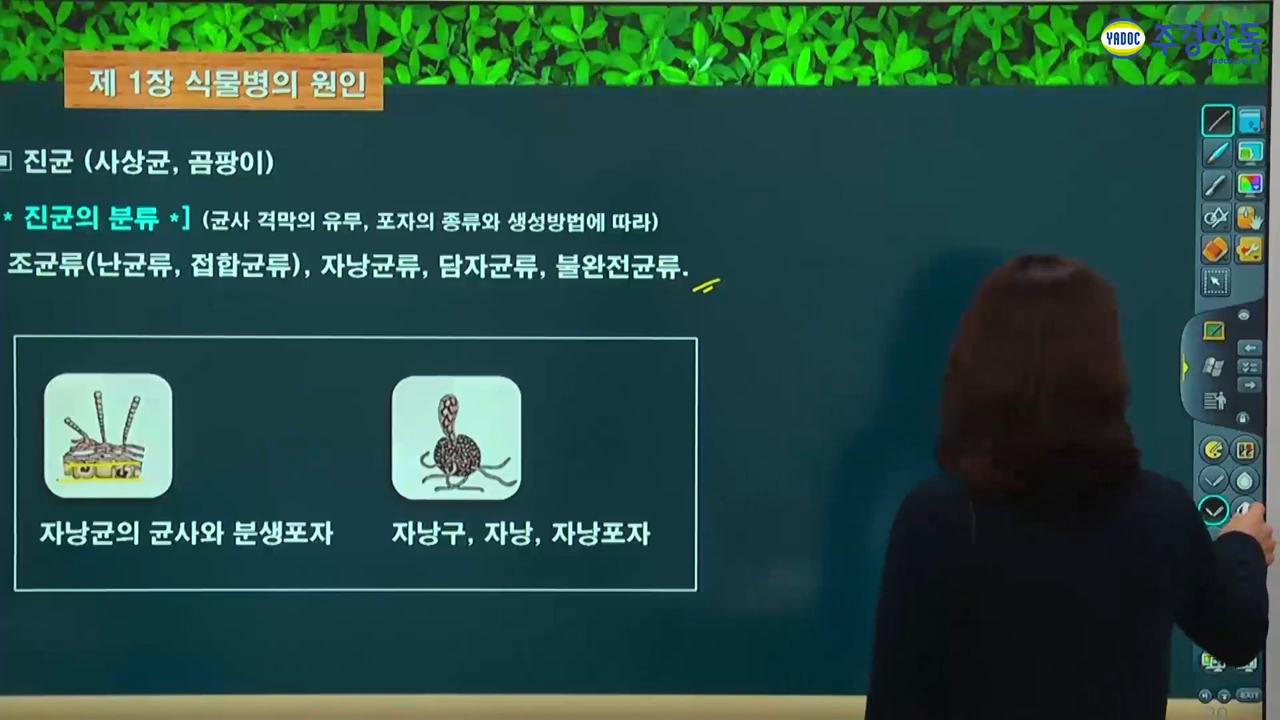 YADOC 주경야독
제 1장 식물병의 원인
진균 (사상균, 곰팡이)
* 진균의 분류 *] (균사 격막의 유무, 포자의 종류와 생성방법에 따라)
조균류(난균류, 접합균류), 자낭균류, 담자균류, 불완전균류.
자낭균의 균사와 분생포자
자낭구, 자낭, 자낭포자
EXIT